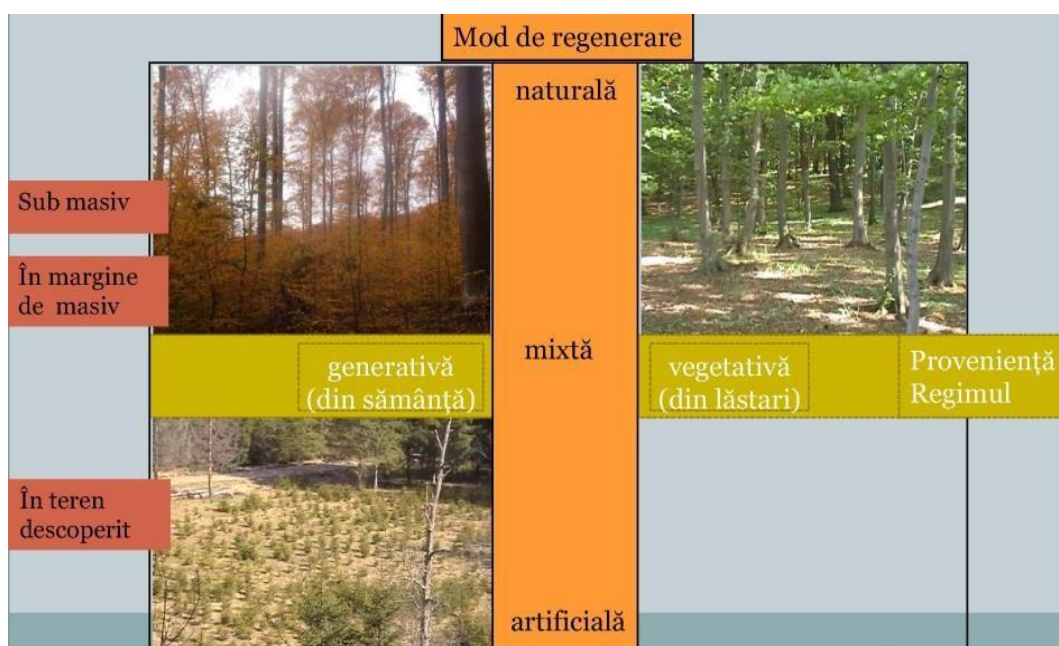 Mod de regenerare
naturală
Sub masiv
În margine
de masiv
mixtă
generativă
(din sămânță)
vegetativă
(din lăstari)
Proveniență
Regimul
În teren
descoperit
artificială